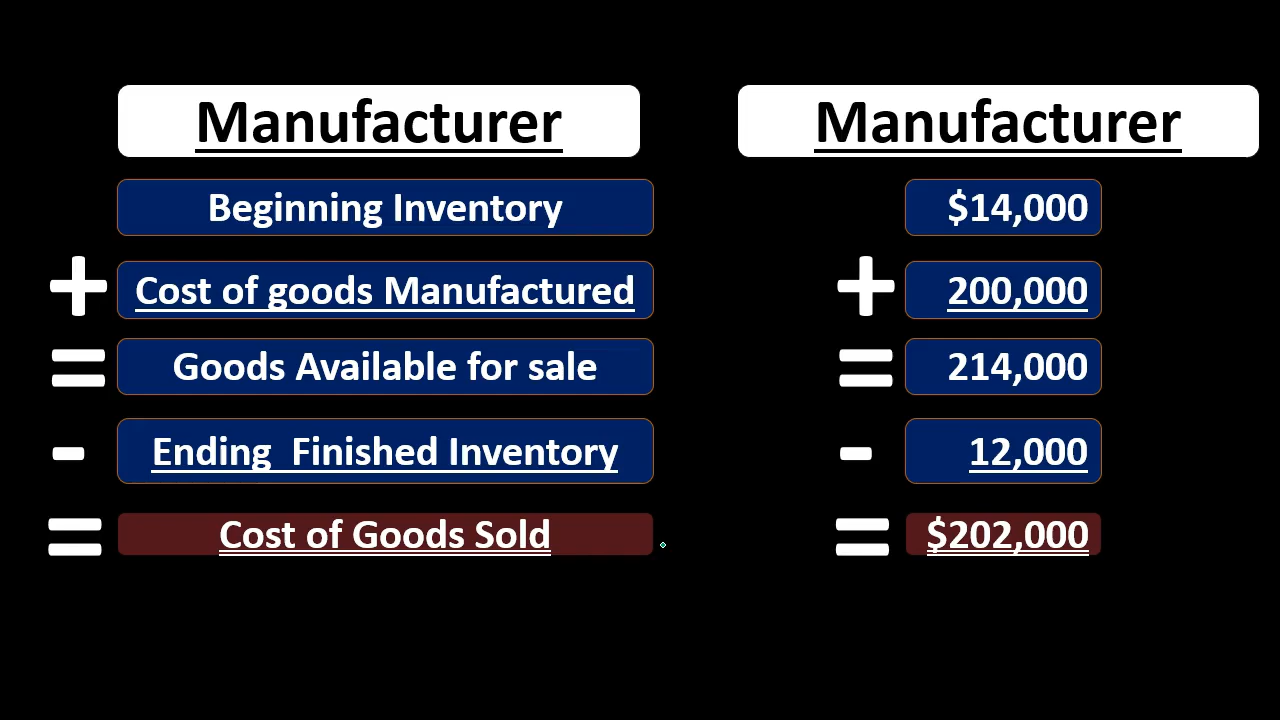 Manufacturer Manufacturer
Beginning Inventory $14,000
+ Cost of goods Manufactured + 200,000
= Goods Available for sale = 214,000
- Ending  Finished Inventory - 12,000
= Cost of Goods Sold = $202,000